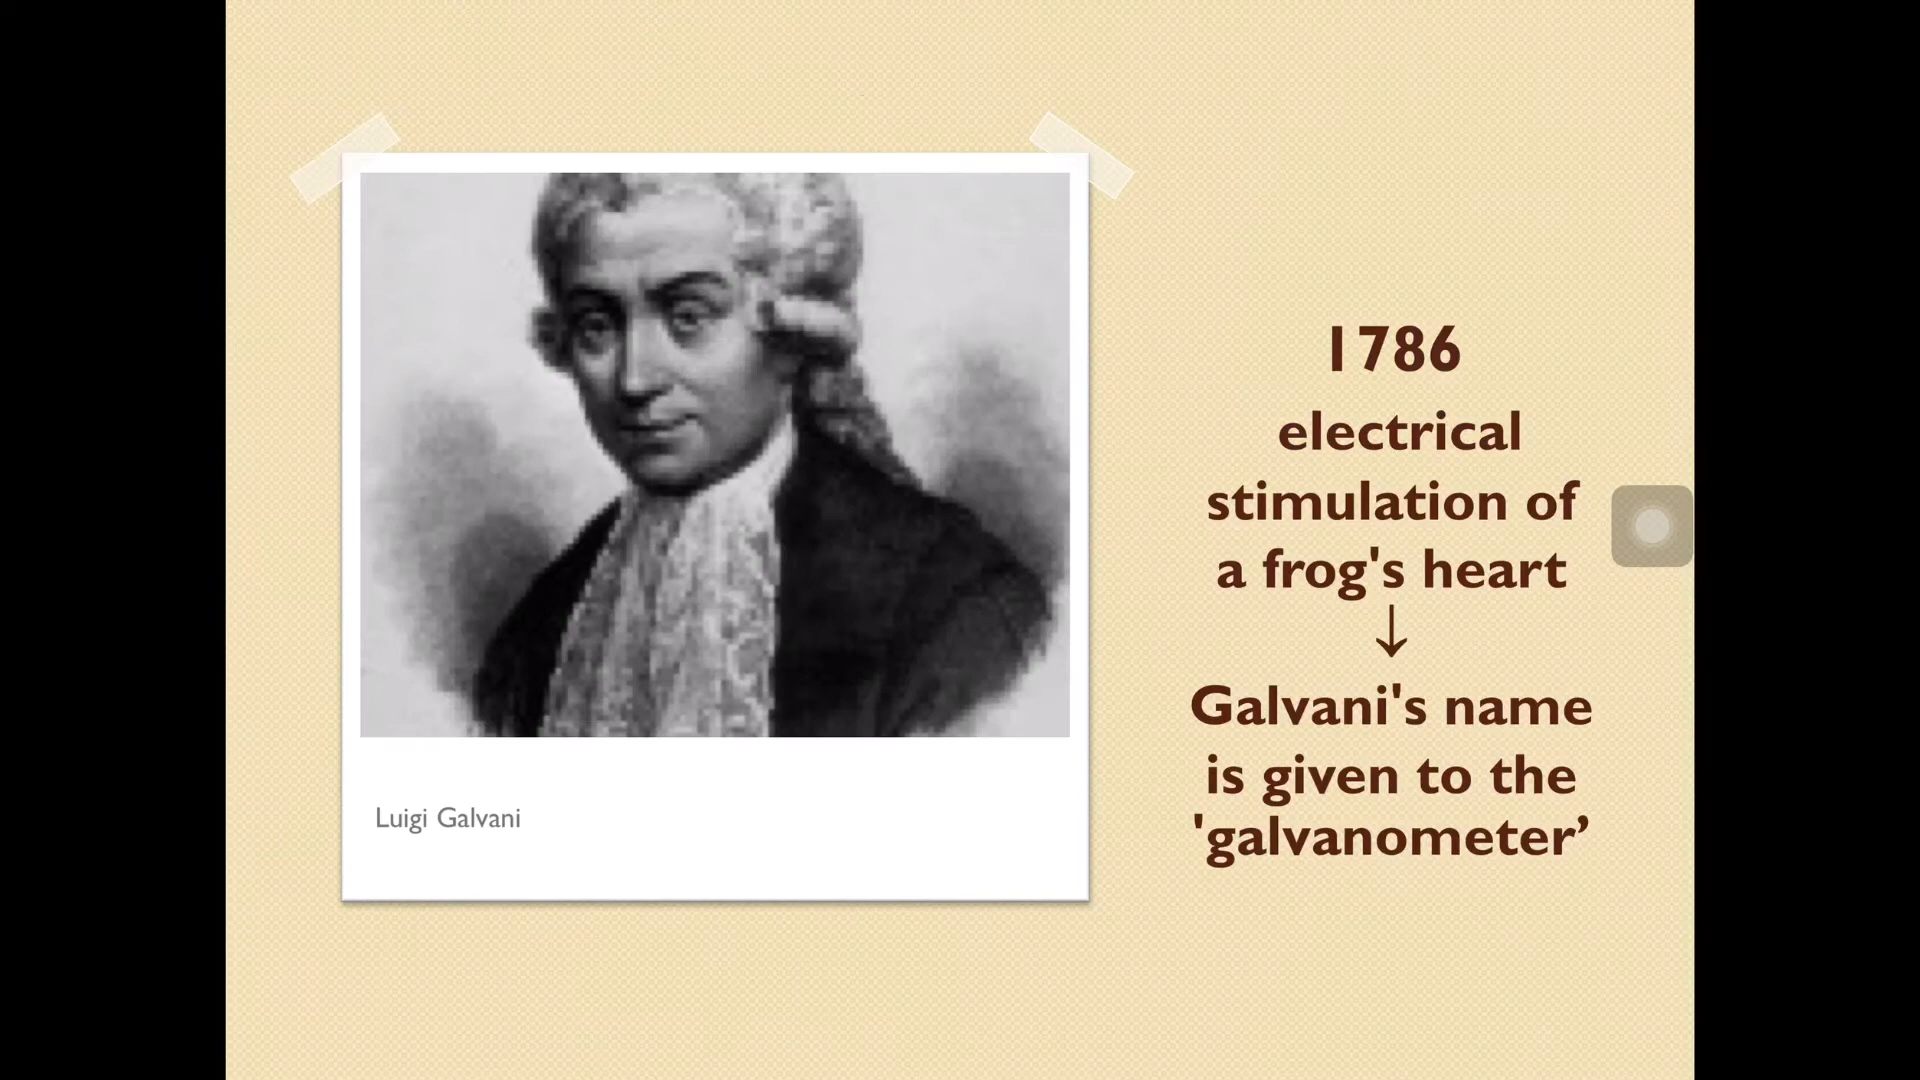 Luigi Galvani
1786
electrical
stimulation of
a frog's heart
↓
Galvani's name
is given to the
'galvanometer’